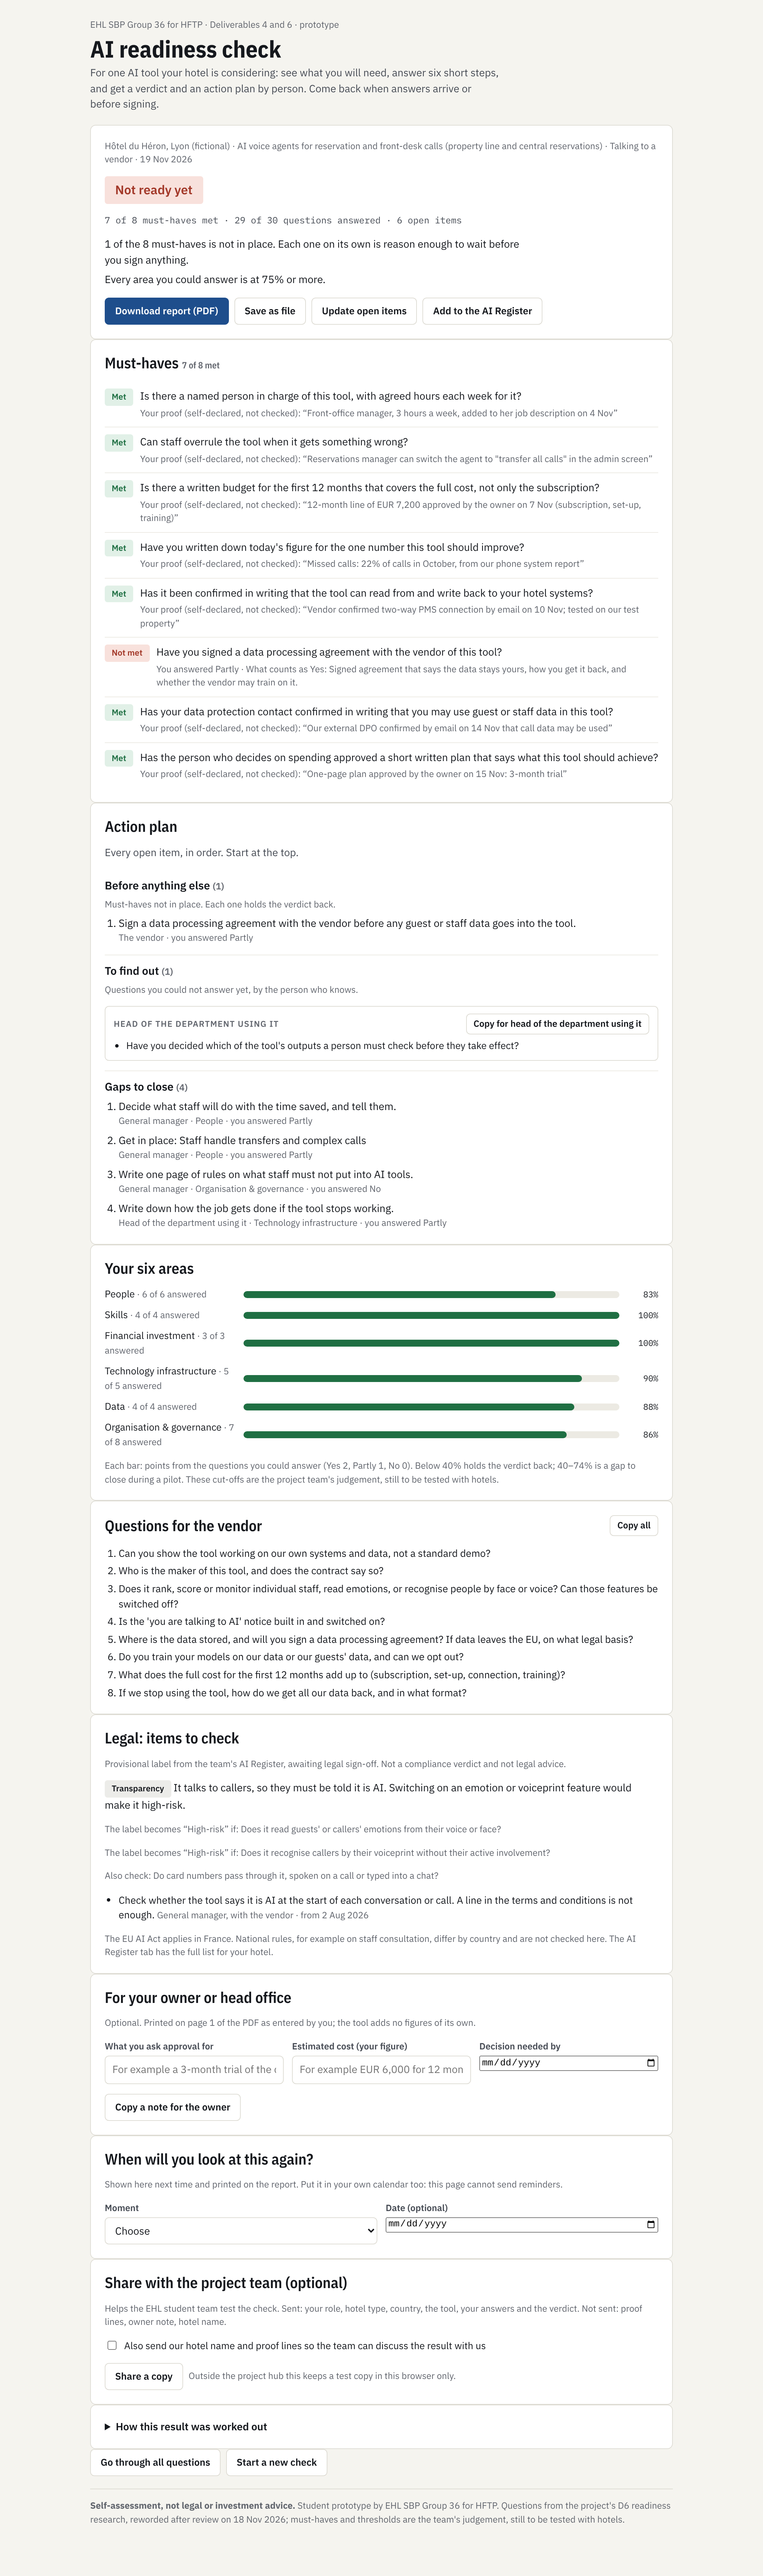 EHL SBP Group 36 for HFTP · Deliverables 4 and 6 · prototype
AI readiness check
For one AI tool your hotel is considering: see what you will need, answer six short steps,
and get a verdict and an action plan by person. Come back when answers arrive or
before signing.
Hôtel du Héron, Lyon (fictional) · AI voice agents for reservation and front-desk calls (property line and central reservations) · Talking to a
vendor · 19 Nov 2026
Not ready yet
7 of 8 must-haves met · 29 of 30 questions answered · 6 open items
1 of the 8 must-haves is not in place. Each one on its own is reason enough to wait before
you sign anything.
Every area you could answer is at 75% or more.
Download report (PDF)
Save as file
Update open items
Add to the AI Register
Must-haves 7 of 8 met
Met Is there a named person in charge of this tool, with agreed hours each week for it?
Your proof (self-declared, not checked): “Front-office manager, 3 hours a week, added to her job description on 4 Nov”
Met Can staff overrule the tool when it gets something wrong?
Your proof (self-declared, not checked): “Reservations manager can switch the agent to "transfer all calls" in the admin screen”
Met Is there a written budget for the first 12 months that covers the full cost, not only the subscription?
Your proof (self-declared, not checked): “12-month line of EUR 7,200 approved by the owner on 7 Nov (subscription, set-up,
training)”
Met Have you written down today's figure for the one number this tool should improve?
Your proof (self-declared, not checked): “Missed calls: 22% of calls in October, from our phone system report”
Met Has it been confirmed in writing that the tool can read from and write back to your hotel systems?
Your proof (self-declared, not checked): “Vendor confirmed two-way PMS connection by email on 10 Nov; tested on our test
property”
Not met Have you signed a data processing agreement with the vendor of this tool?
You answered Partly · What counts as Yes: Signed agreement that says the data stays yours, how you get it back, and
whether the vendor may train on it.
Met Has your data protection contact confirmed in writing that you may use guest or staff data in this tool?
Your proof (self-declared, not checked): “Our external DPO confirmed by email on 14 Nov that call data may be used”
Met Has the person who decides on spending approved a short written plan that says what this tool should achieve?
Your proof (self-declared, not checked): “One-page plan approved by the owner on 15 Nov: 3-month trial”
Action plan
Every open item, in order. Start at the top.
Before anything else (1)
Must-haves not in place. Each one holds the verdict back.
1. Sign a data processing agreement with the vendor before any guest or staff data goes into the tool.
The vendor · you answered Partly
To find out (1)
Questions you could not answer yet, by the person who knows.
HEAD OF THE DEPARTMENT USING IT
Copy for head of the department using it
• Have you decided which of the tool's outputs a person must check before they take effect?
Gaps to close (4)
1. Decide what staff will do with the time saved, and tell them.
General manager · People · you answered Partly
2. Get in place: Staff handle transfers and complex calls
General manager · People · you answered Partly
3. Write one page of rules on what staff must not put into AI tools.
General manager · Organisation & governance · you answered No
4. Write down how the job gets done if the tool stops working.
Head of the department using it · Technology infrastructure · you answered Partly
Your six areas
People · 6 of 6 answered 83%
Skills · 4 of 4 answered 100%
Financial investment · 3 of 3
answered 100%
Technology infrastructure · 5
of 5 answered 90%
Data · 4 of 4 answered 88%
Organisation & governance · 7
of 8 answered 86%
Each bar: points from the questions you could answer (Yes 2, Partly 1, No 0). Below 40% holds the verdict back; 40–74% is a gap to
close during a pilot. These cut-offs are the project team's judgement, still to be tested with hotels.
Questions for the vendor
Copy all
1. Can you show the tool working on our own systems and data, not a standard demo?
2. Who is the maker of this tool, and does the contract say so?
3. Does it rank, score or monitor individual staff, read emotions, or recognise people by face or voice? Can those features be
switched off?
4. Is the 'you are talking to AI' notice built in and switched on?
5. Where is the data stored, and will you sign a data processing agreement? If data leaves the EU, on what legal basis?
6. Do you train your models on our data or our guests' data, and can we opt out?
7. What does the full cost for the first 12 months add up to (subscription, set-up, connection, training)?
8. If we stop using the tool, how do we get all our data back, and in what format?
Legal: items to check
Provisional label from the team's AI Register, awaiting legal sign-off. Not a compliance verdict and not legal advice.
Transparency It talks to callers, so they must be told it is AI. Switching on an emotion or voiceprint feature would
make it high-risk.
The label becomes “High-risk” if: Does it read guests' or callers' emotions from their voice or face?
The label becomes “High-risk” if: Does it recognise callers by their voiceprint without their active involvement?
Also check: Do card numbers pass through it, spoken on a call or typed into a chat?
• Check whether the tool says it is AI at the start of each conversation or call. A line in the terms and conditions is not
enough. General manager, with the vendor · from 2 Aug 2026
The EU AI Act applies in France. National rules, for example on staff consultation, differ by country and are not checked here. The AI
Register tab has the full list for your hotel.
For your owner or head office
Optional. Printed on page 1 of the PDF as entered by you; the tool adds no figures of its own.
What you ask approval for
Estimated cost (your figure)
Decision needed by
For example a 3-month trial of the
For example EUR 6,000 for 12 mon
mm/dd/yyyy
Copy a note for the owner
When will you look at this again?
Shown here next time and printed on the report. Put it in your own calendar too: this page cannot send reminders.
Moment
Date (optional)
Choose
mm/dd/yyyy
Share with the project team (optional)
Helps the EHL student team test the check. Sent: your role, hotel type, country, the tool, your answers and the verdict. Not sent: proof
lines, owner note, hotel name.
Also send our hotel name and proof lines so the team can discuss the result with us
Share a copy
Outside the project hub this keeps a test copy in this browser only.
How this result was worked out
Go through all questions
Start a new check
Self-assessment, not legal or investment advice. Student prototype by EHL SBP Group 36 for HFTP. Questions from the project's D6 readiness
research, reworded after review on 18 Nov 2026; must-haves and thresholds are the team's judgement, still to be tested with hotels.